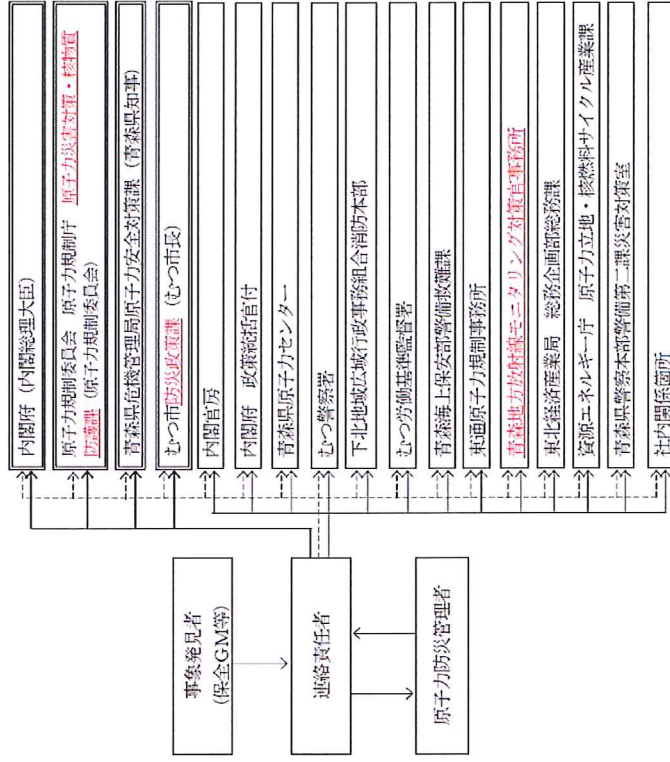 事象発見者
(保全GM等)
連絡責任者
原子力防災管理者
内閣府 (内閣総理大臣)
原子力規制委員会 原子力規制庁 原子力災害対策・核物質
防護課 (原子力規制委員会)
青森県危機管理局原子力安全対策課 (青森県知事)
むつ市防災政策課 (むつ市長)
内閣官房
内閣府 政策統括官付
青森県原子力センター
むつ警察署
下北地域広域行政事務組合消防本部
むつ労働基準監督署
青森海上保安部警備救難課
東通原子力規制事務所
青森地方放射線モニタリング対策官事務所
東北経済産業局 総務企画部総務課
資源エネルギー庁 原子力立地・核燃料サイクル産業課
青森県警察本部警備第二課災害対策室
社内関係箇所